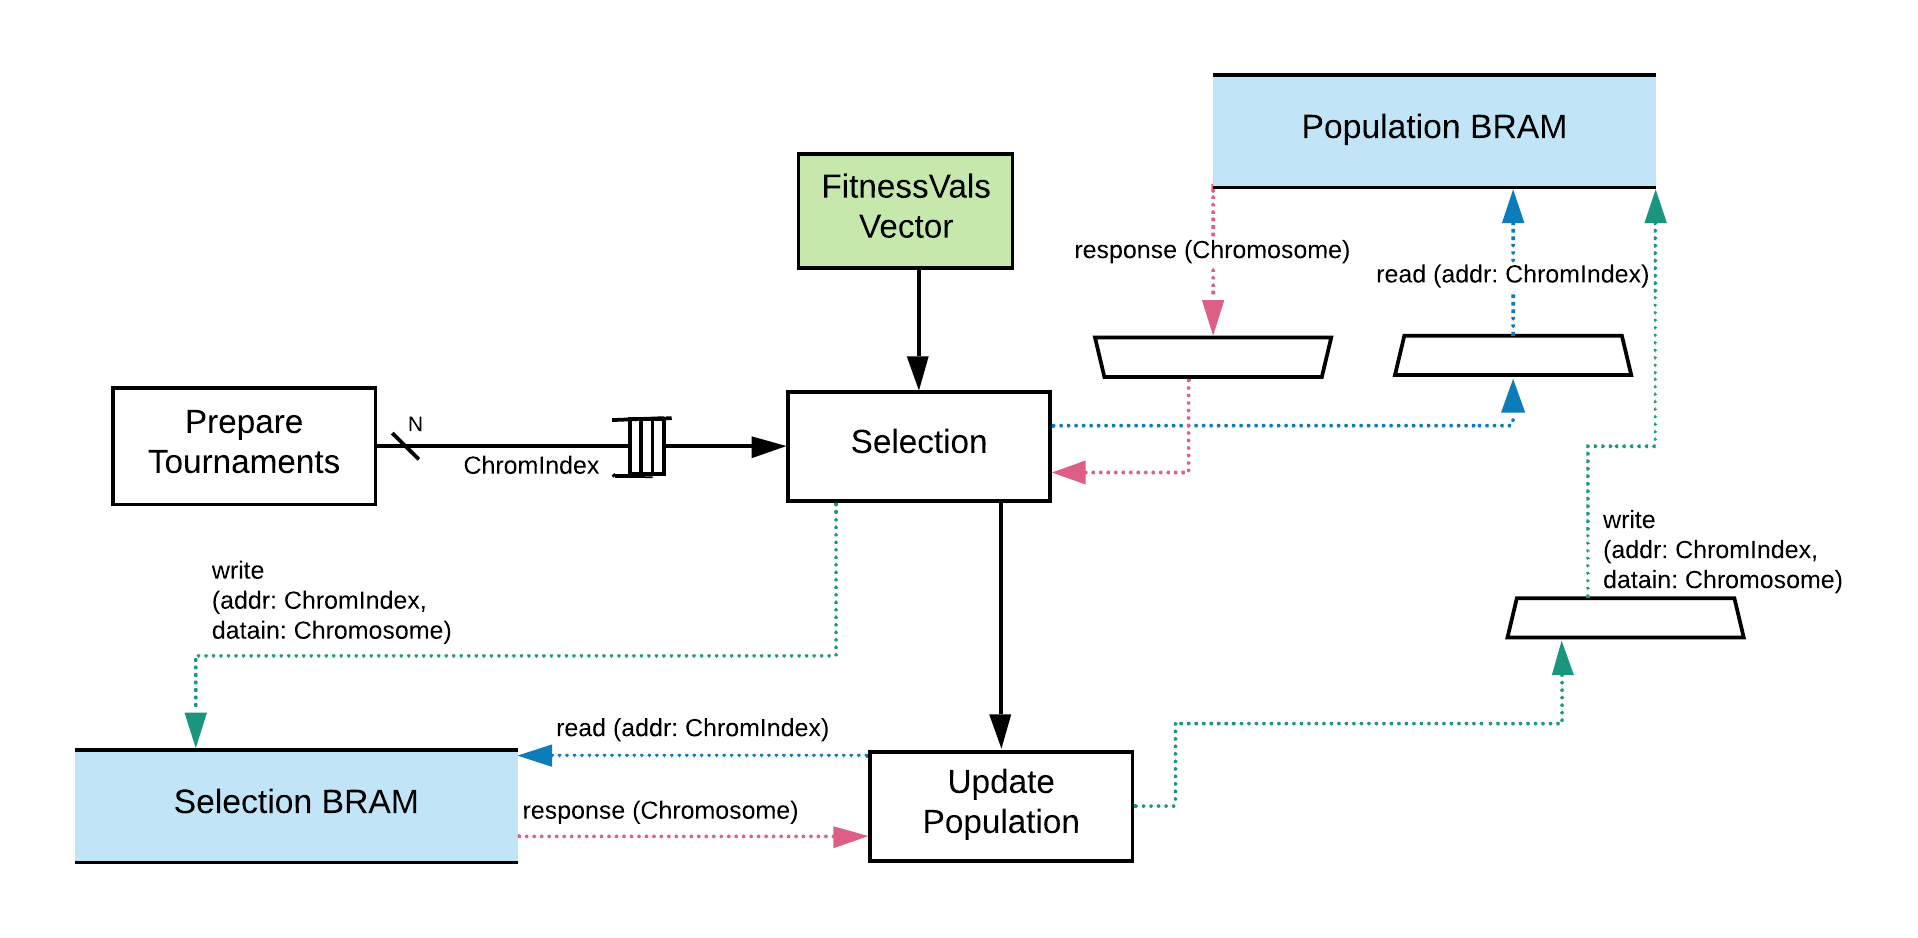 Population BRAM
FitnessVals
Vector
response (Chromosome)
read (addr: ChromIndex)
Prepare
Tournaments
N
ChromIndex
Selection
write
(addr: ChromIndex,
datain: Chromosome)
write
(addr: ChromIndex,
datain: Chromosome)
read (addr: ChromIndex)
Selection BRAM
response (Chromosome)
Update
Population